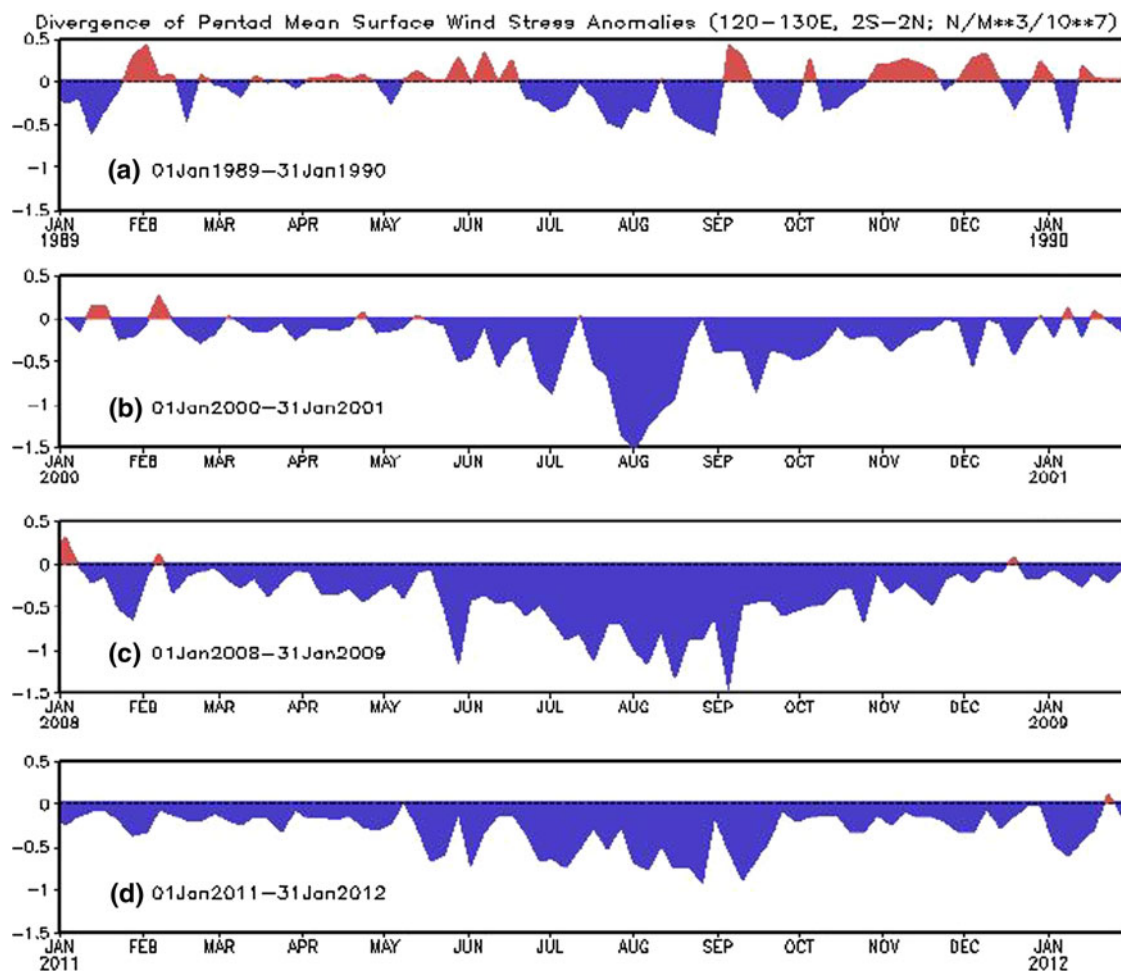 Divergence of Pentad Mean Surface Wind Stress Anomalies (120-130E, 2S-2N; N/M**3/10**7)
0.5
0
-0.5
-1
-1.5
(a) 01Jan1989-31Jan1990
JAN FEB MAR APR MAY JUN JUL AUG SEP OCT NOV DEC JAN
1989 1990
0.5
0
-0.5
-1
-1.5
(b) 01Jan2000-31Jan2001
JAN FEB MAR APR MAY JUN JUL AUG SEP OCT NOV DEC JAN
2000 2001
0.5
0
-0.5
-1
-1.5
(c) 01Jan2008-31Jan2009
JAN FEB MAR APR MAY JUN JUL AUG SEP OCT NOV DEC JAN
2008 2009
0.5
0
-0.5
-1
-1.5
(d) 01Jan2011-31Jan2012
JAN FEB MAR APR MAY JUN JUL AUG SEP OCT NOV DEC JAN
2011 2012